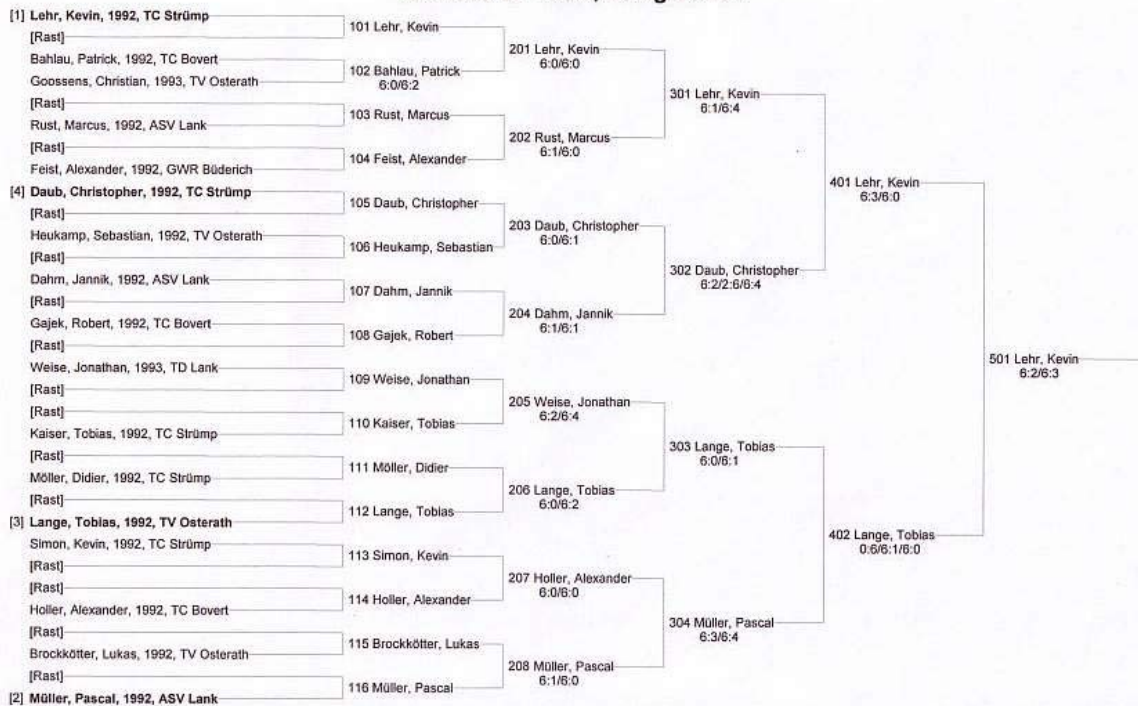 [1] Lehr, Kevin, 1992, TC Strümp
[Rast]
Bahlau, Patrick, 1992, TC Bovert
Goossens, Christian, 1993, TV Osterath
[Rast]
Rust, Marcus, 1992, ASV Lank
[Rast]
Feist, Alexander, 1992, GWR Büderich
[4] Daub, Christopher, 1992, TC Strümp
[Rast]
Heukamp, Sebastian, 1992, TV Osterath
[Rast]
Dahm, Jannik, 1992, ASV Lank
[Rast]
Gajek, Robert, 1992, TC Bovert
[Rast]
Weise, Jonathan, 1993, TD Lank
[Rast]
[Rast]
Kaiser, Tobias, 1992, TC Strümp
[Rast]
Möller, Didier, 1992, TC Strümp
[Rast]
[3] Lange, Tobias, 1992, TV Osterath
Simon, Kevin, 1992, TC Strümp
[Rast]
[Rast]
Holler, Alexander, 1992, TC Bovert
[Rast]
Brockkötter, Lukas, 1992, TV Osterath
[Rast]
[2] Müller, Pascal, 1992, ASV Lank
101 Lehr, Kevin
102 Bahlau, Patrick
6:0/6:2
103 Rust, Marcus
104 Feist, Alexander
105 Daub, Christopher
106 Heukamp, Sebastian
107 Dahm, Jannik
108 Gajek, Robert
109 Weise, Jonathan
110 Kaiser, Tobias
111 Möller, Didier
112 Lange, Tobias
113 Simon, Kevin
114 Holler, Alexander
115 Brockkötter, Lukas
116 Müller, Pascal
201 Lehr, Kevin
6:0/6:0
202 Rust, Marcus
6:1/6:0
203 Daub, Christopher
6:0/6:1
204 Dahm, Jannik
6:1/6:1
205 Weise, Jonathan
6:2/6:4
206 Lange, Tobias
6:0/6:2
207 Holler, Alexander
6:0/6:0
208 Müller, Pascal
6:1/6:0
301 Lehr, Kevin
6:1/6:4
302 Daub, Christopher
6:2/2:6/6:4
303 Lange, Tobias
6:0/6:1
304 Müller, Pascal
6:3/6:4
401 Lehr, Kevin
6:3/6:0
402 Lange, Tobias
0:6/6:1/6:0
501 Lehr, Kevin
6:2/6:3